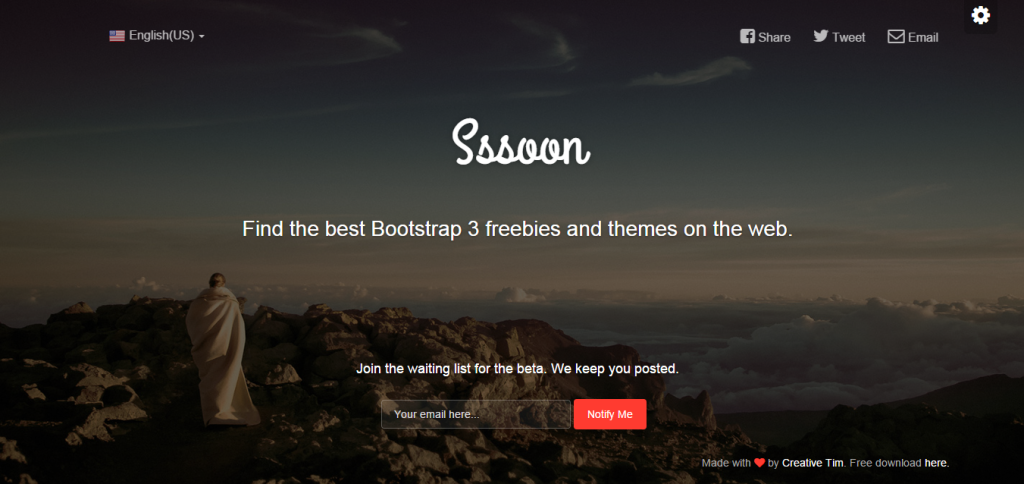 English(US)
Share
Tweet
Email
Sssoon
Find the best Bootstrap 3 freebies and themes on the web.
Join the waiting list for the beta. We keep you posted.
Your email here...
Notify Me
Made with by Creative Tim. Free download here.